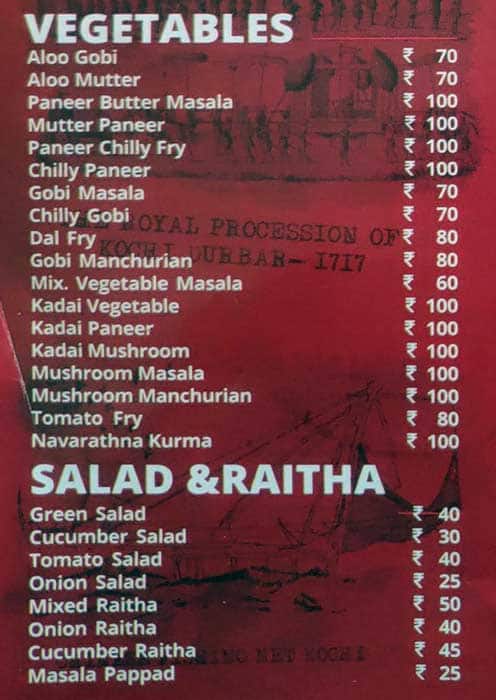 VEGETABLES
Aloo Gobi ₹ 70
Aloo Mutter ₹ 70
Paneer Butter Masala ₹ 100
Mutter Paneer ₹ 100
Paneer Chilly Fry ₹ 100
Chilly Paneer ₹ 100
Gobi Masala ₹ 70
Chilly Gobi ₹ 70
ROYAL PROCESSION OF
Dal Fry ₹ 80
KOCHI DURBAR-1717
Gobi Manchurian ₹ 80
Mix. Vegetable Masala ₹ 60
Kadai Vegetable ₹ 100
Kadai Paneer ₹ 100
Kadai Mushroom ₹ 100
Mushroom Masala ₹ 100
Mushroom Manchurian ₹ 100
Tomato Fry ₹ 80
Navarathna Kurma ₹ 100
SALAD &RAITHA
Green Salad ₹ 40
Cucumber Salad ₹ 30
Tomato Salad ₹ 40
Onion Salad ₹ 25
Mixed Raitha ₹ 50
Onion Raitha ₹ 40
Cucumber Raitha ₹ 45
NET KOCHI
Masala Pappad ₹ 25